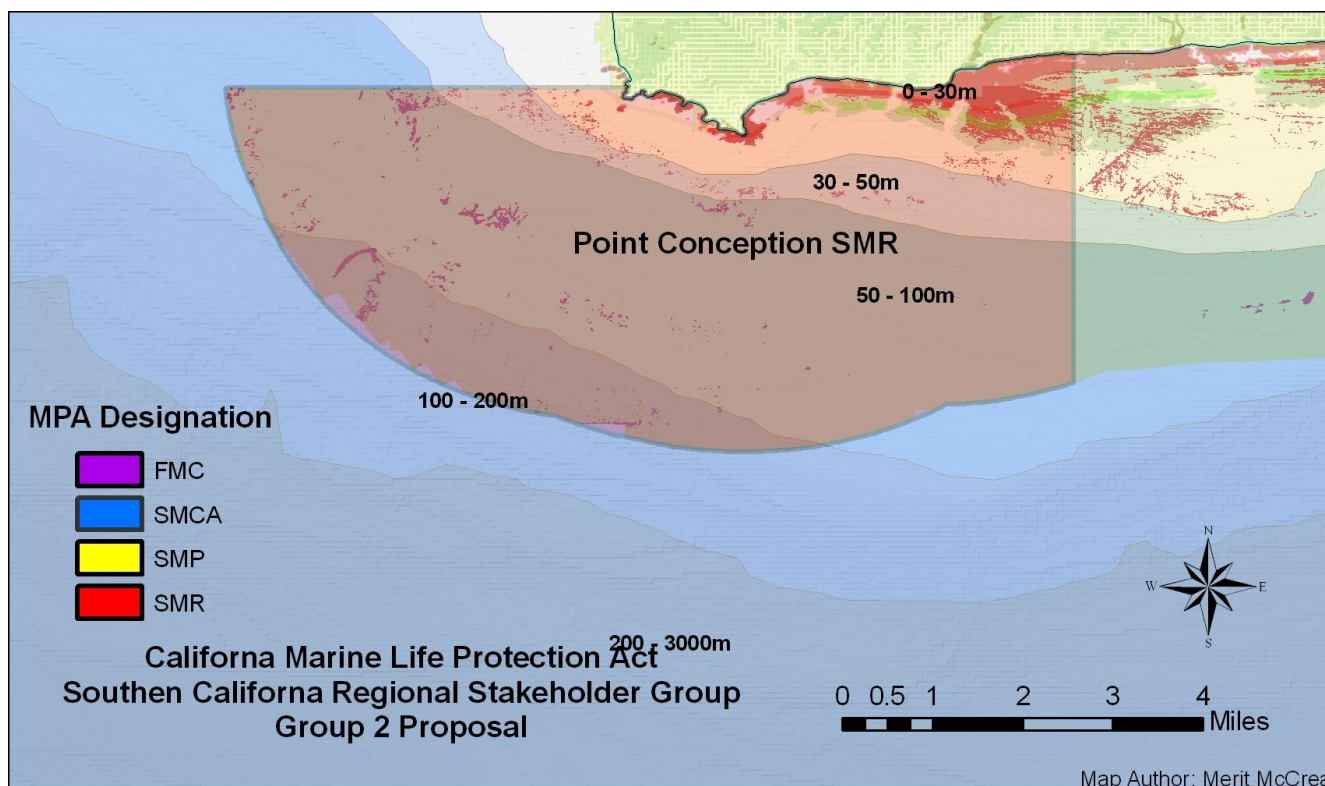 0 - 30m
30 - 50m
Point Conception SMR
50 - 100m
100 - 200m
MPA Designation
FMC
SMCA
SMP
SMR
200 - 3000m
Californa Marine Life Protection Act
Southen Californa Regional Stakeholder Group
Group 2 Proposal
N
W
E
S
0 0.5 1 2 3 4
Miles
Map Author: Merit McCrea